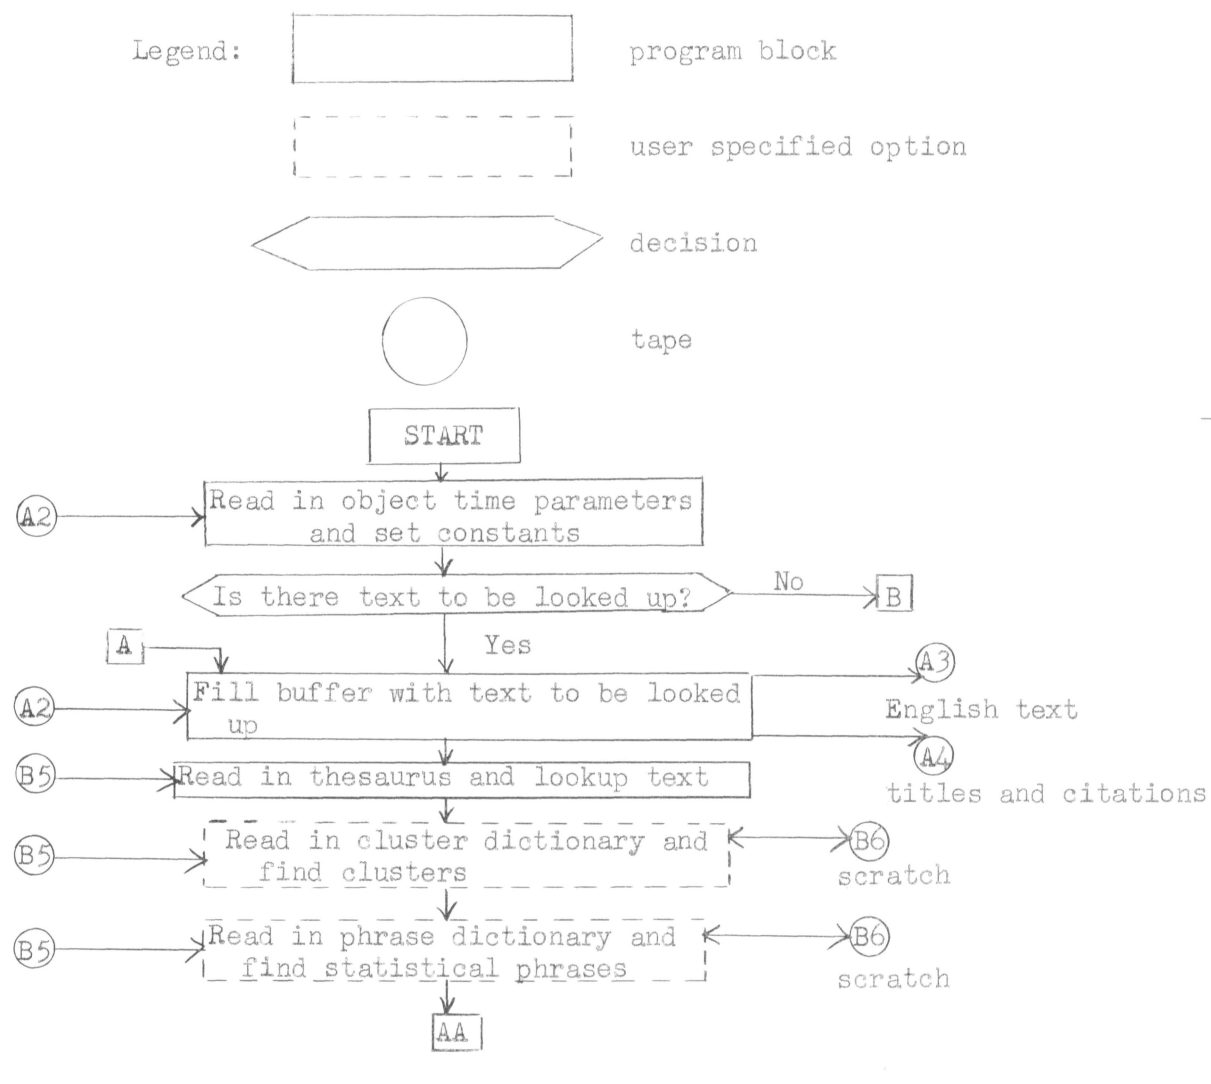 Legend:
program block
user specified option
decision
tape
START
A2
Read in object time parameters
and set constants
Is there text to be looked up?
No
B
A
Yes
A3
A2
Fill buffer with text to be looked
up
English text
A4
B5
Read in thesaurus and lookup text
titles and citations
B5
Read in cluster dictionary and
find clusters
B6
scratch
B5
Read in phrase dictionary and
find statistical phrases
B6
scratch
AA